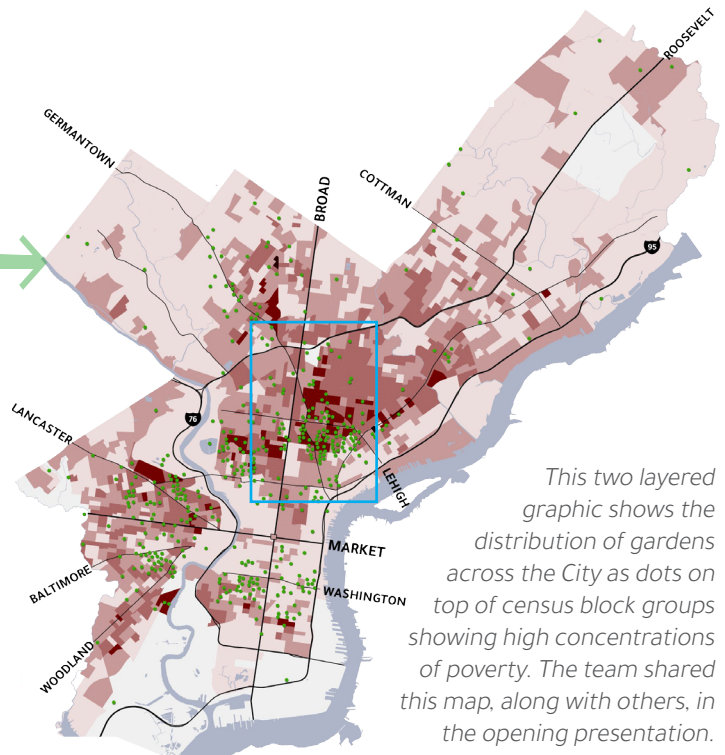 ROOSEVELT
GERMANTOWN
BROAD
COTTMAN
95
76
LANCASTER
LEHIGH
MARKET
BALTIMORE
WASHINGTON
WOODLAND
This two layered
graphic shows the
distribution of gardens
across the City as dots on
top of census block groups
showing high concentrations
of poverty. The team shared
this map, along with others, in
the opening presentation.